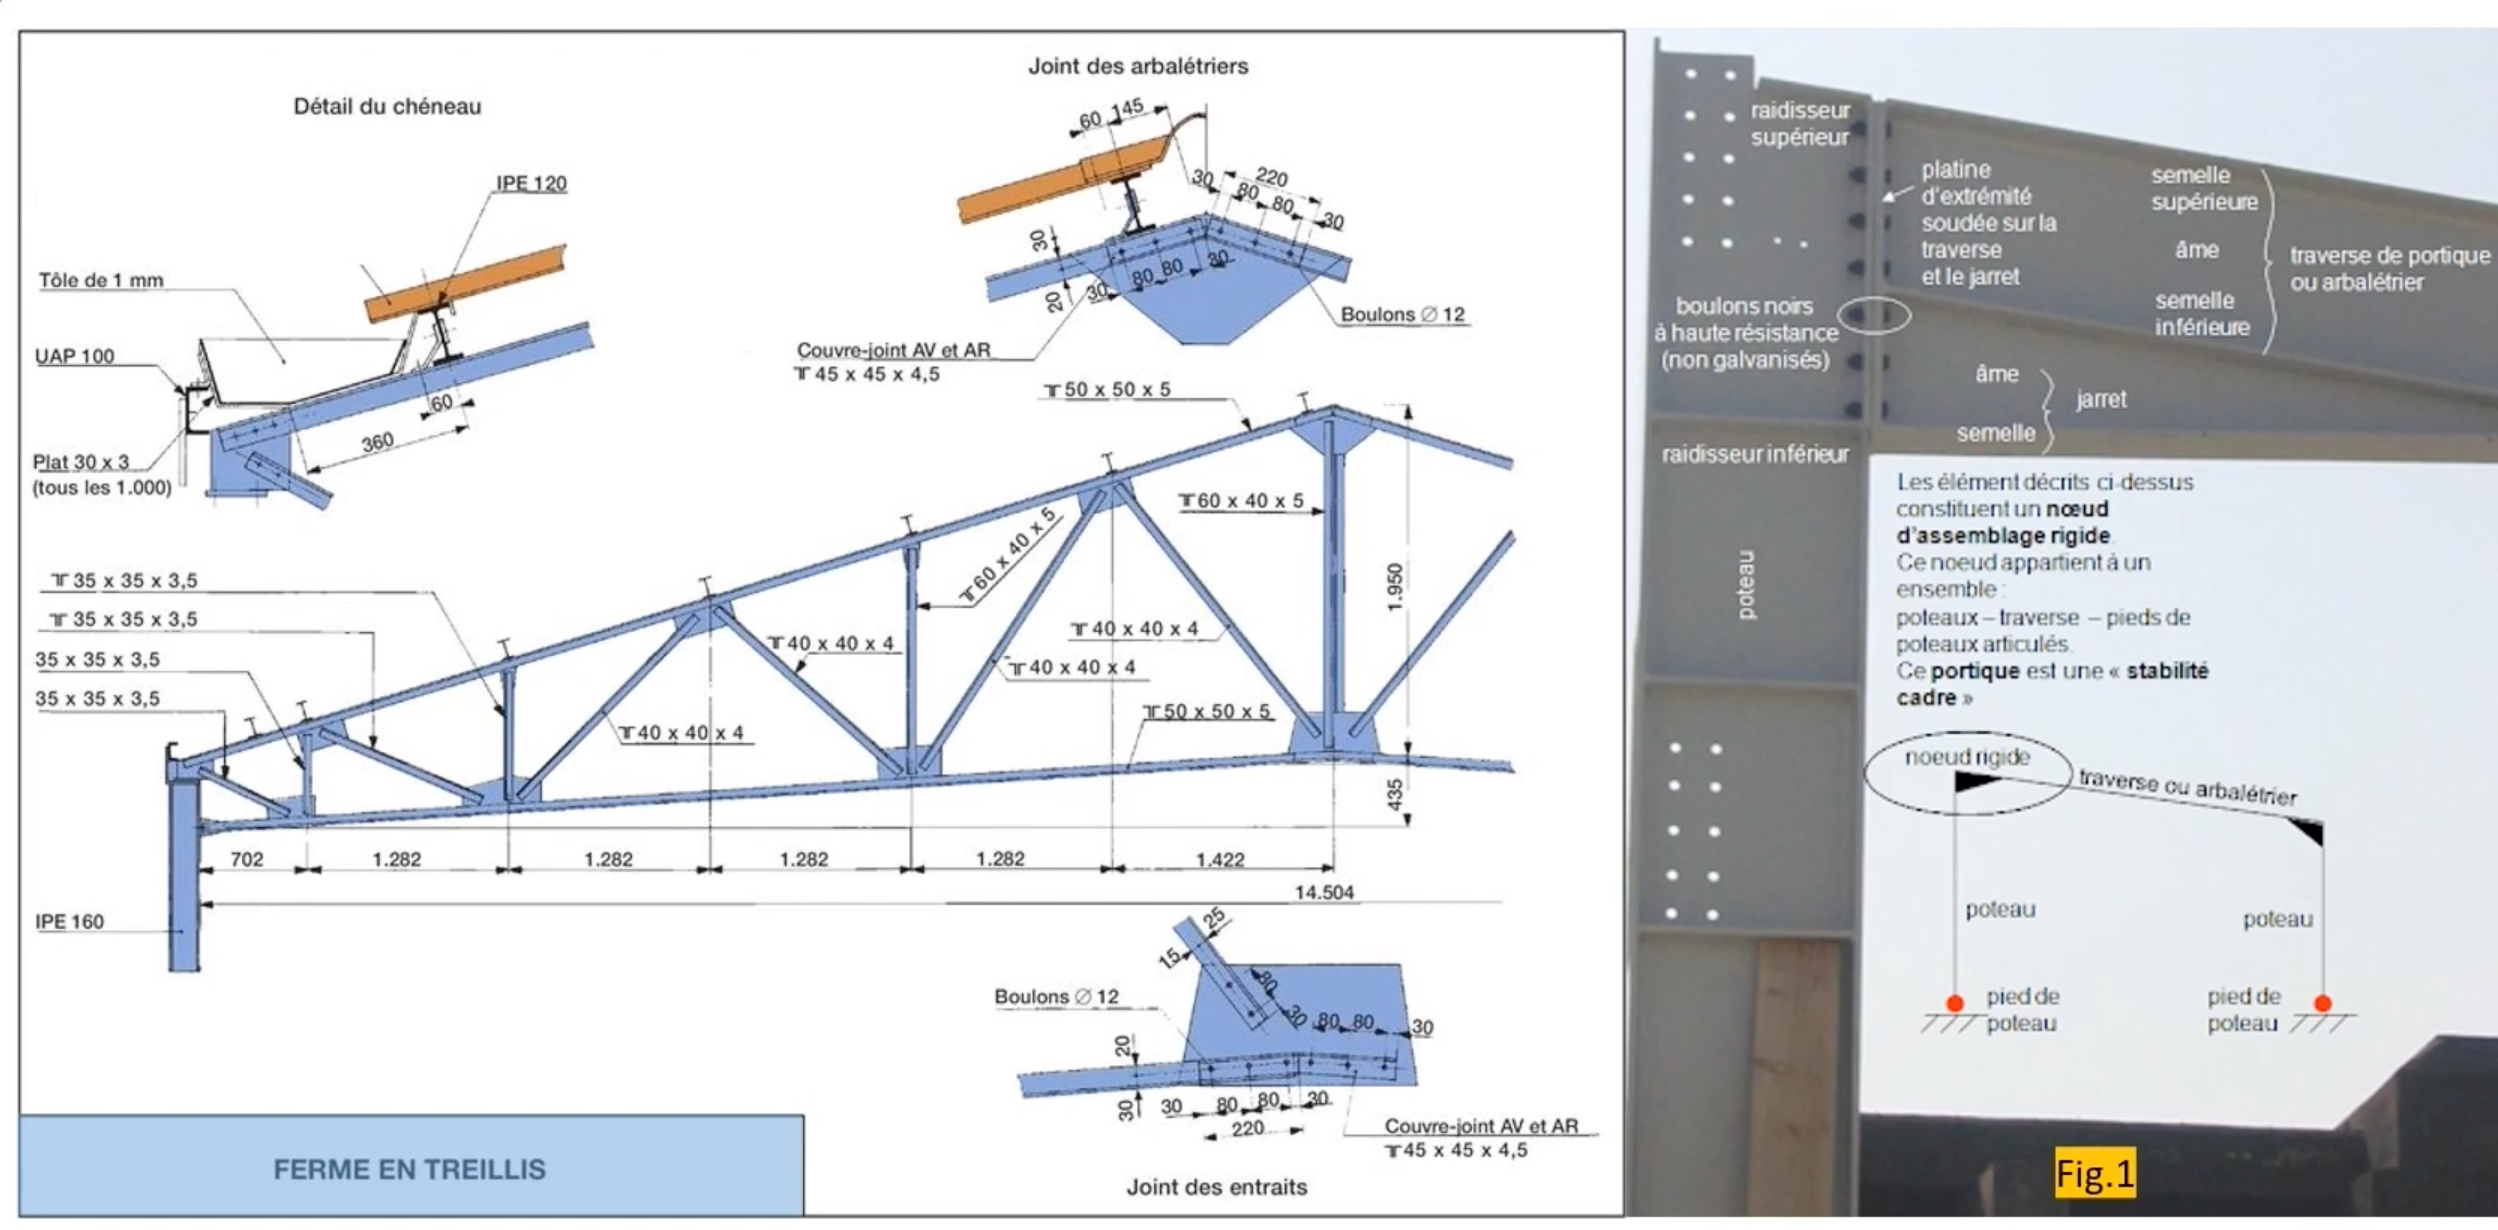 Détail du chéneau
IPE 120
Tôle de 1 mm
UAP 100
60
360
Plat 30 x 3
(tous les 1.000)
Joint des arbalétriers
60
145
30
220
80
80
30
30
20
30
80
80
30
Boulons ∅ 12
Couvre-joint AV et AR
╥ 45 x 45 x 4,5
╥ 50 x 50 x 5
╥ 60 x 40 x 5
╥ 60 x 40 x 5
1.950
╥ 35 x 35 x 3,5
╥ 35 x 35 x 3,5
35 x 35 x 3,5
35 x 35 x 3,5
╥ 40 x 40 x 4
╥ 40 x 40 x 4
╥ 40 x 40 x 4
╥ 40 x 40 x 4
╥ 50 x 50 x 5
435
702
1.282
1.282
1.282
1.282
1.422
14.504
IPE 160
25
15
80
30
80
80
30
Boulons ∅ 12
20
30
30
80
80
30
220
Couvre-joint AV et AR
╥ 45 x 45 x 4,5
Joint des entraits
FERME EN TREILLIS
raidisseur
supérieur
platine
d'extrémité
soudée sur la
traverse
et le jarret
semelle
supérieure
âme
semelle
inférieure
traverse de portique
ou arbalétrier
boulons noirs
à haute résistance
(non galvanisés)
âme
jarret
semelle
raidisseur inférieur
poteau
Les élément décrits ci-dessus
constituent un nœud
d'assemblage rigide.
Ce noeud appartient à un
ensemble :
poteaux – traverse – pieds de
poteaux articulés.
Ce portique est une « stabilité
cadre »
noeud rigide
traverse ou arbalétrier
poteau
poteau
pied de
poteau
pied de
poteau
Fig.1